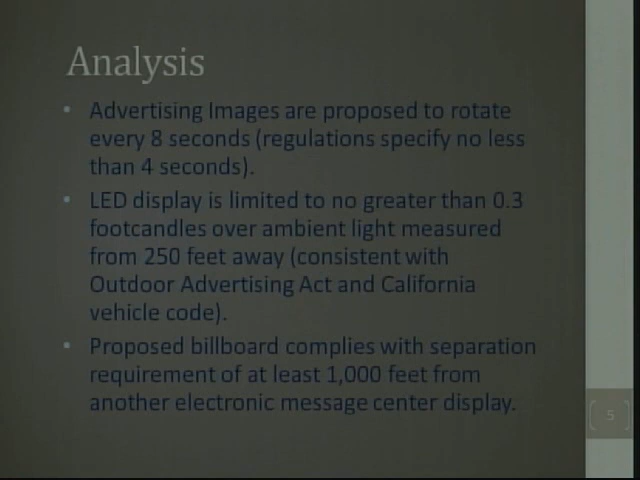 Analysis
• Advertising Images are proposed to rotate
every 8 seconds (regulations specify no less
than 4 seconds).
• LED display is limited to no greater than 0.3
footcandles over ambient light measured
from 250 feet away (consistent with
Outdoor Advertising Act and California
vehicle code).
• Proposed billboard complies with separation
requirement of at least 1,000 feet from
another electronic message center display.
5